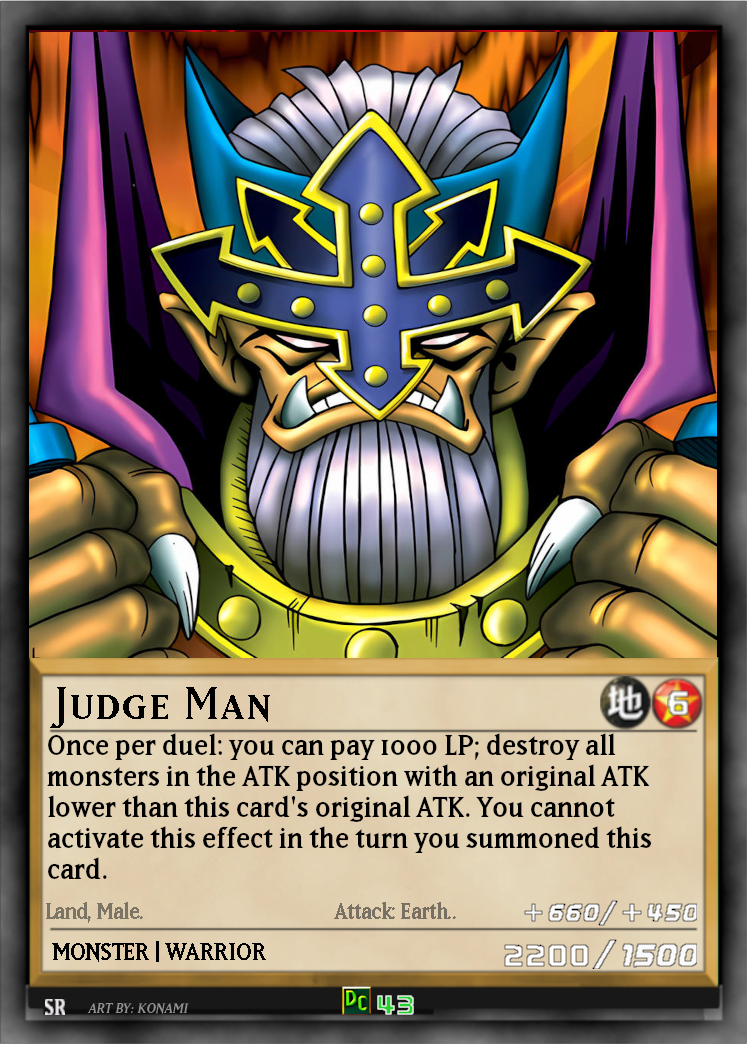 Judge Man
地 6
Once per duel: you can pay 1000 LP; destroy all
monsters in the ATK position with an original ATK
lower than this card's original ATK. You cannot
activate this effect in the turn you summoned this
card.
Land, Male. Attack: Earth.. +660/+450
MONSTER | WARRIOR 2200/1500
SR ART BY: KONAMI DC 43